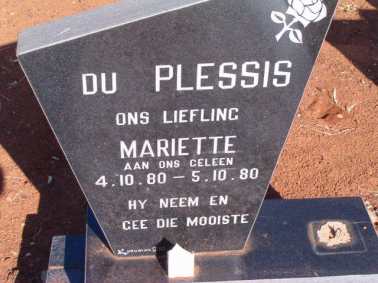 DU PLESSIS
ONS LIEFLING
MARIETTE
AAN ONS GELEEN
4.10.80 – 5.10.80
HY NEEM EN
GEE DIE MOOISTE